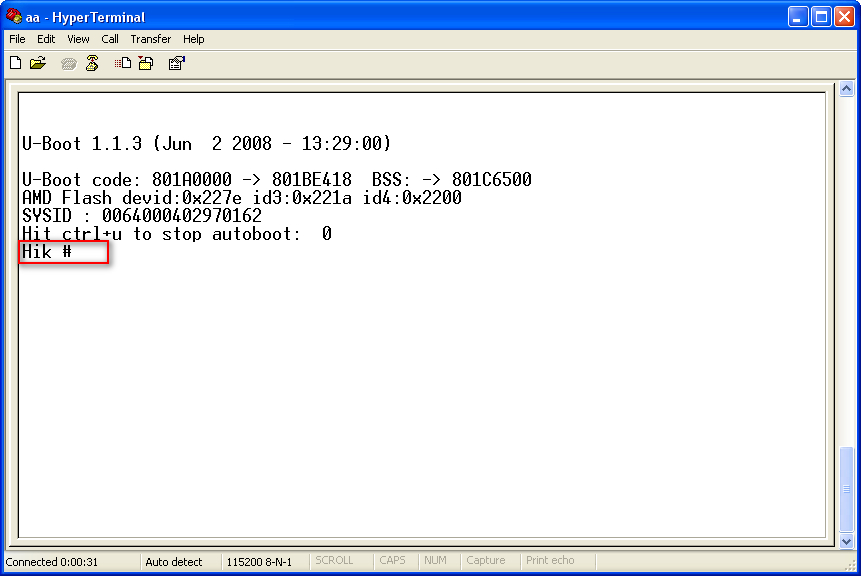 aa - HyperTerminal
File Edit View Call Transfer Help
U-Boot 1.1.3 (Jun  2 2008 - 13:29:00)
U-Boot code: 801A0000 -> 801BE418  BSS: -> 801C6500
AMD Flash devid:0x227e id3:0x221a id4:0x2200
SYSID : 0064000402970162
Hit ctrl+u to stop autoboot:  0
Hik #
Connected 0:00:31 Auto detect 115200 8-N-1 SCROLL CAPS NUM Capture Print echo